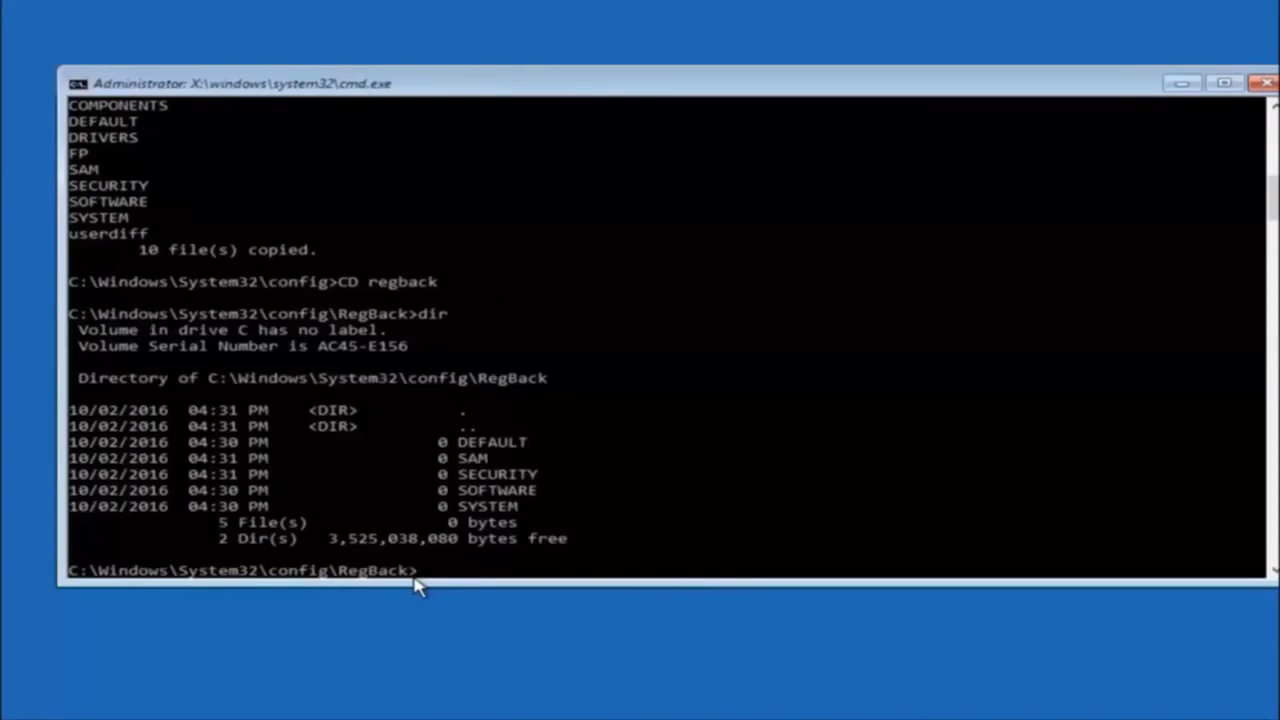 Administrator: X:\windows\system32\cmd.exe
COMPONENTS
DEFAULT
DRIVERS
FP
SAM
SECURITY
SOFTWARE
SYSTEM
userdiff
10 file(s) copied.
C:\Windows\System32\config>CD regback
C:\Windows\System32\config\RegBack>dir
Volume in drive C has no label.
Volume Serial Number is AC45-E156
Directory of C:\Windows\System32\config\RegBack
10/02/2016 04:31 PM <DIR> .
10/02/2016 04:31 PM <DIR> ..
10/02/2016 04:30 PM 0 DEFAULT
10/02/2016 04:31 PM 0 SAM
10/02/2016 04:31 PM 0 SECURITY
10/02/2016 04:30 PM 0 SOFTWARE
10/02/2016 04:30 PM 0 SYSTEM
5 File(s) 0 bytes
2 Dir(s) 3,525,038,080 bytes free
C:\Windows\System32\config\RegBack>